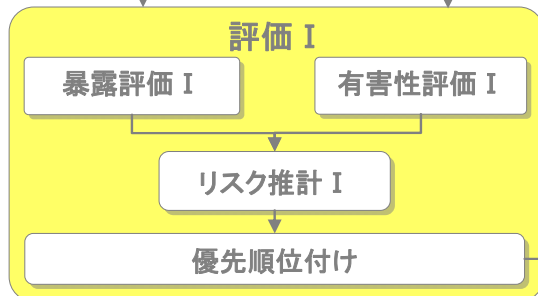 評価Ⅰ
暴露評価Ⅰ
有害性評価Ⅰ
リスク推計Ⅰ
優先順位付け